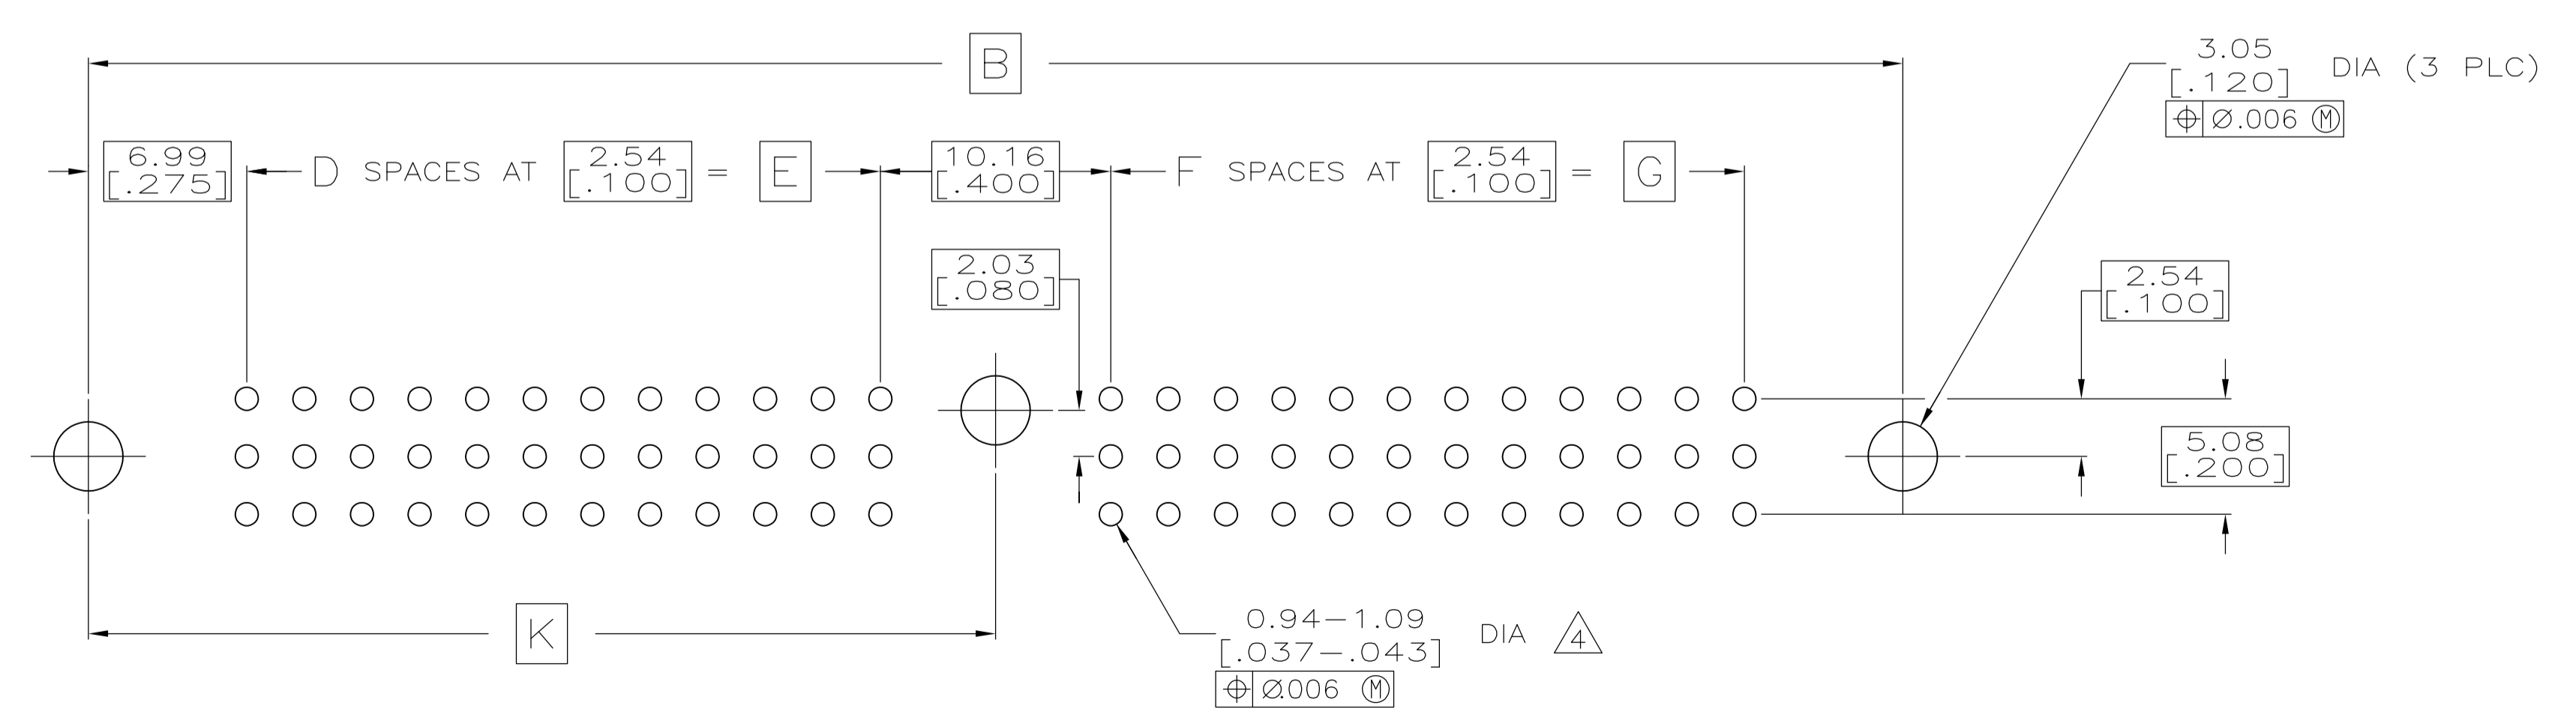 B
3.05
[.120] DIA (3 PLC)
⌖ Ø.006 Ⓜ
6.99
[.275]
D SPACES AT
2.54
[.100]
= E
10.16
[.400]
F SPACES AT
2.54
[.100]
= G
2.03
[.080]
2.54
[.100]
5.08
[.200]
K
0.94–1.09
[.037–.043] DIA 4
⌖ Ø.006 Ⓜ